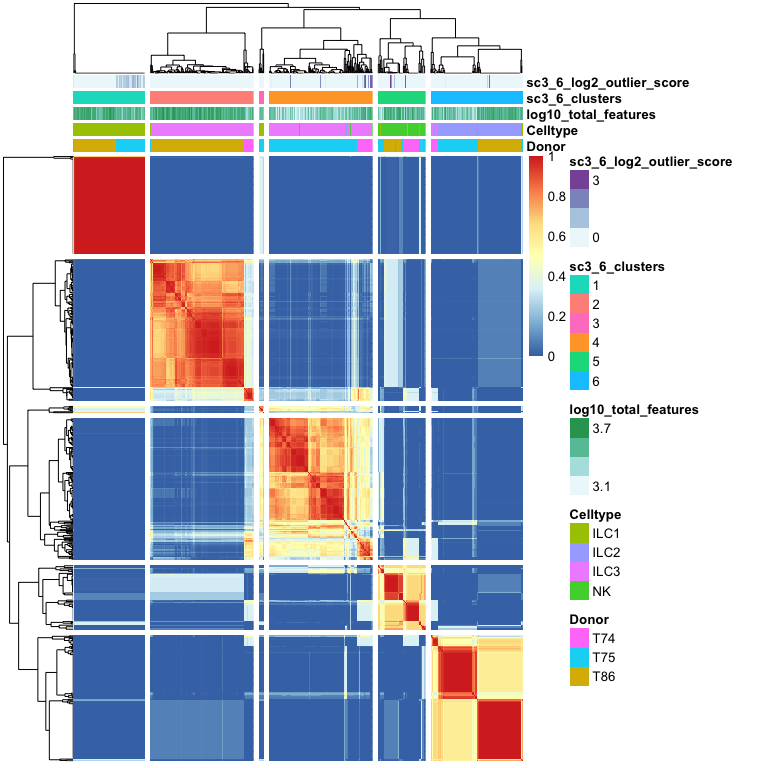 sc3_6_log2_outlier_score
sc3_6_clusters
log10_total_features
Celltype
Donor
1
0.8
0.6
0.4
0.2
0
sc3_6_log2_outlier_score
3
0
sc3_6_clusters
1
2
3
4
5
6
log10_total_features
3.7
3.1
Celltype
ILC1
ILC2
ILC3
NK
Donor
T74
T75
T86